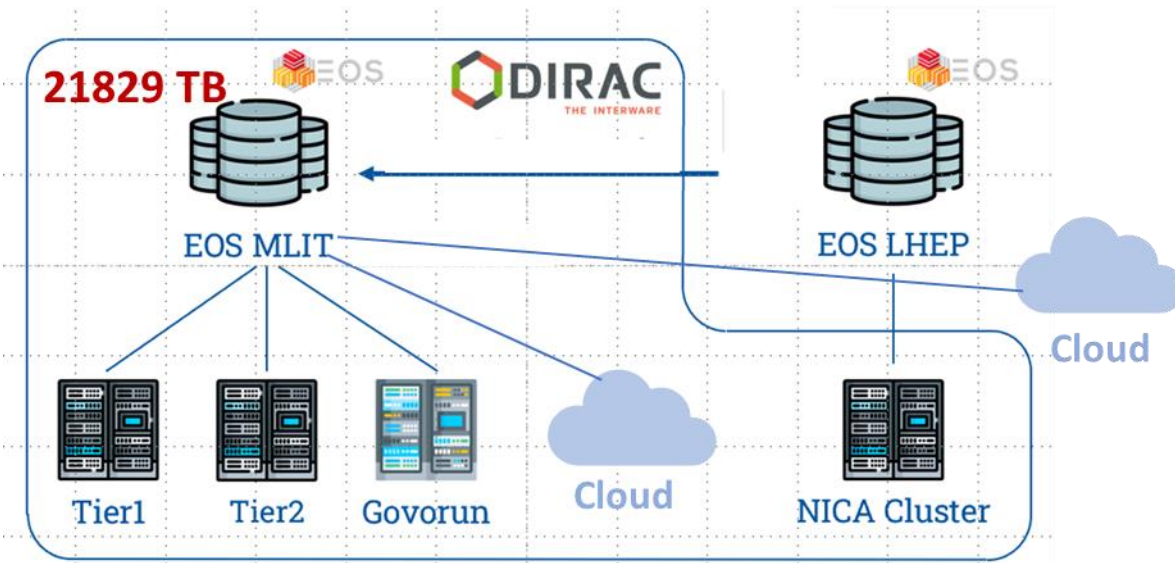 21829 TB
EOS
DIRAC
THE INTERWARE
EOS
EOS MLIT
EOS LHEP
Cloud
Tier1
Tier2
Govorun
Cloud
NICA Cluster